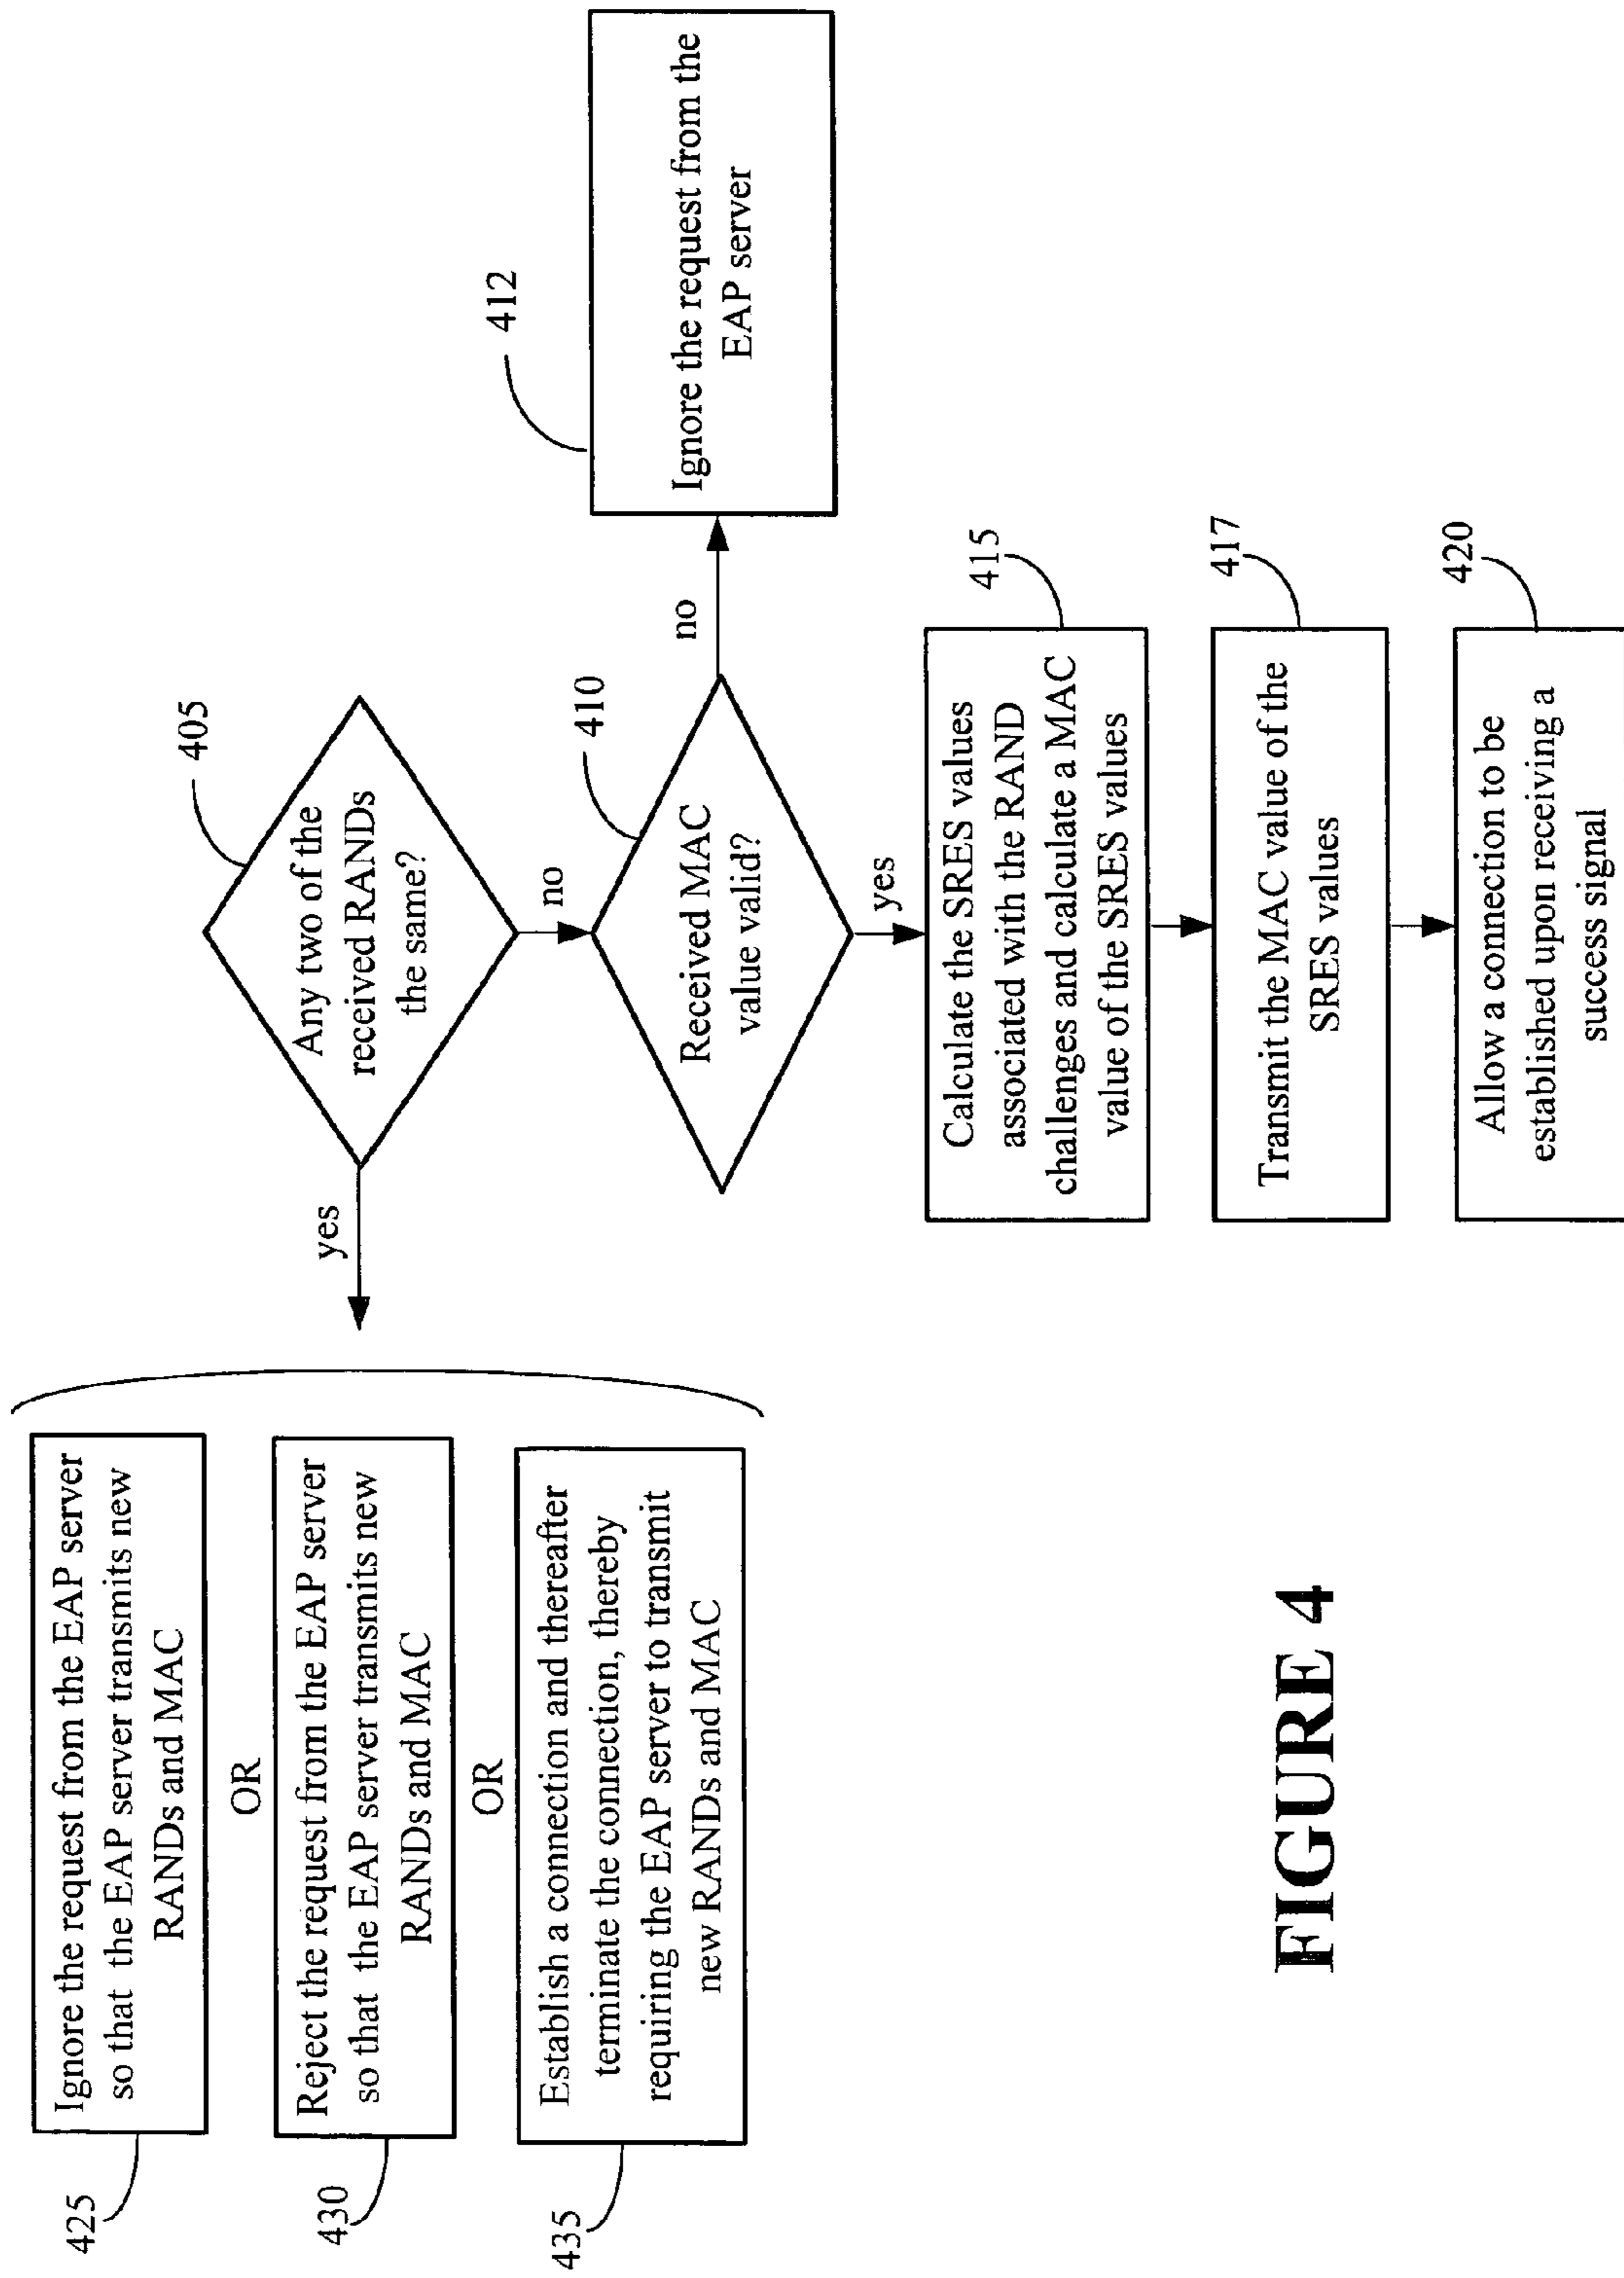 425
Ignore the request from the EAP server
so that the EAP server transmits new
RANDs and MAC
OR
430
Reject the request from the EAP server
so that the EAP server transmits new
RANDs and MAC
OR
435
Establish a connection and thereafter
terminate the connection, thereby
requiring the EAP server to transmit
new RANDs and MAC
yes
405
Any two of the
received RANDs
the same?
no
410
Received MAC
value valid?
no
412
Ignore the request from the
EAP server
yes
415
Calculate the SRES values
associated with the RAND
challenges and calculate a MAC
value of the SRES values
417
Transmit the MAC value of the
SRES values
420
Allow a connection to be
established upon receiving a
success signal
FIGURE 4